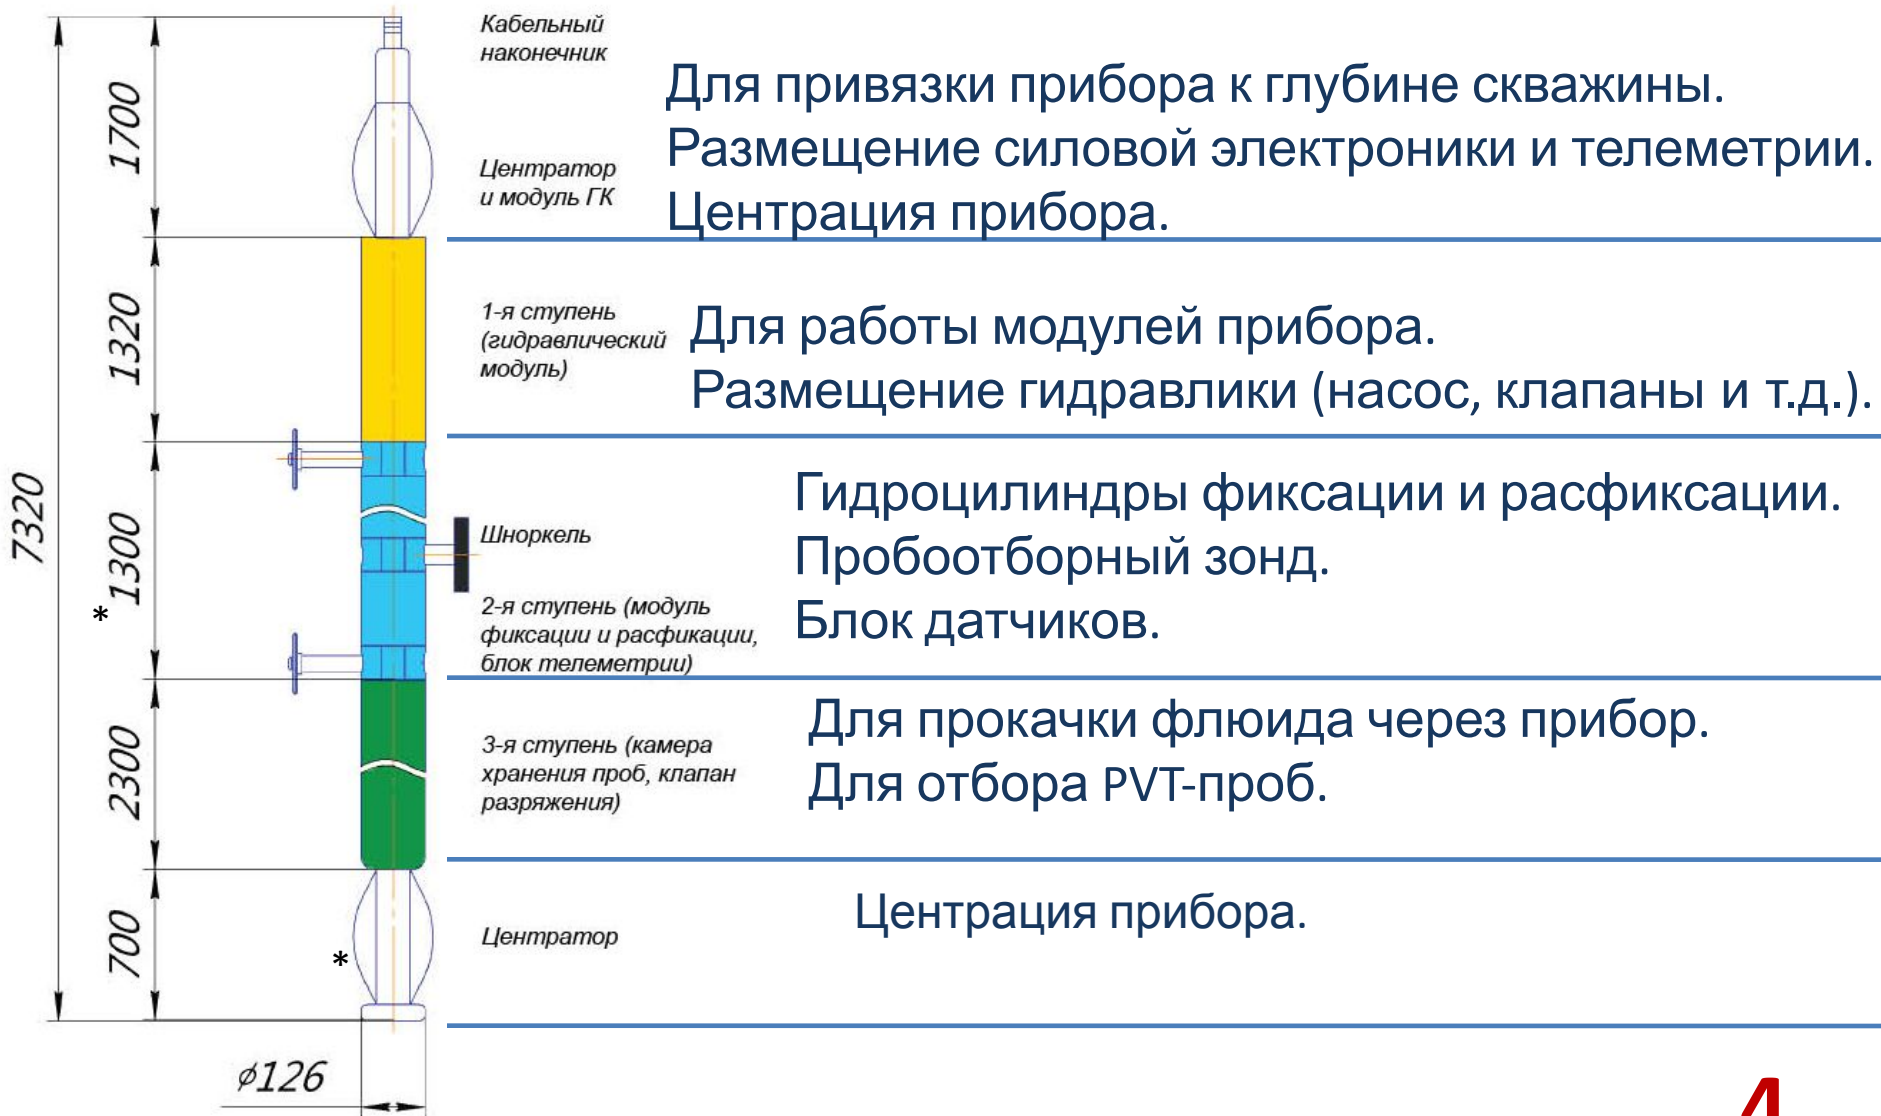 Кабельный
наконечник
Для привязки прибора к глубине скважины.
Размещение силовой электроники и телеметрии.
Центрация прибора.
Центратор
и модуль ГК
1700
1-я ступень
(гидравлический
модуль)
Для работы модулей прибора.
Размещение гидравлики (насос, клапаны и т.д.).
1320
7320
Шноркель
2-я ступень (модуль
фиксации и расфикации,
блок телеметрии)
Гидроцилиндры фиксации и расфиксации.
Пробоотборный зонд.
Блок датчиков.
1300
*
3-я ступень (камера
хранения проб, клапан
разряжения)
Для прокачки флюида через прибор.
Для отбора PVT-проб.
2300
Центратор
Центрация прибора.
700
*
⌀126
4